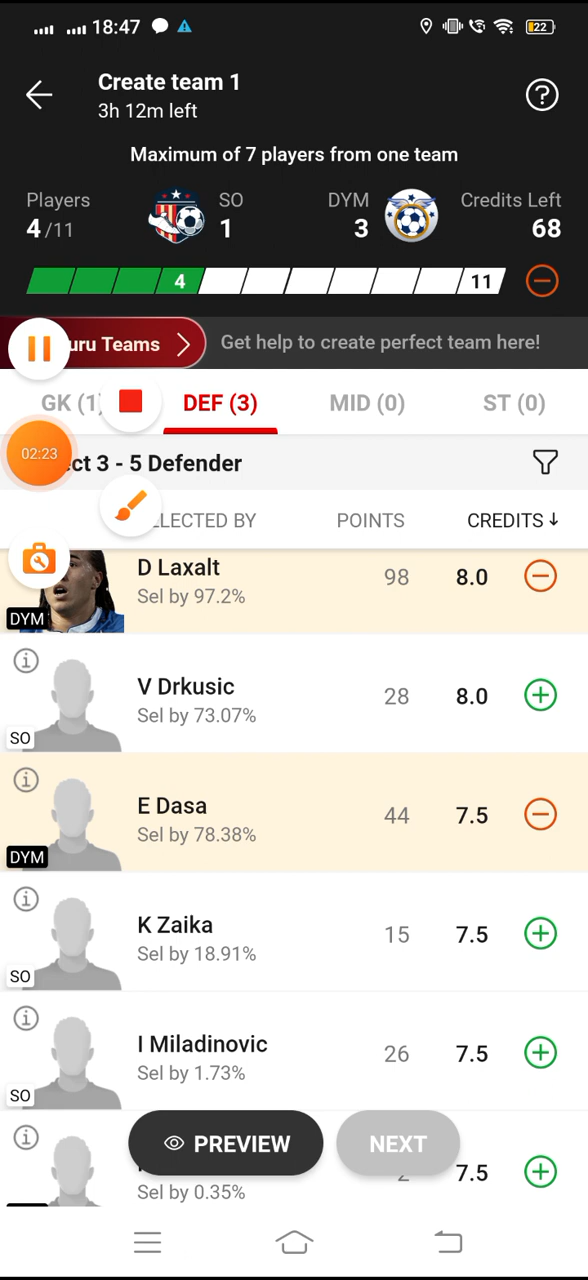 18:47
22
Create team 1
3h 12m left
Maximum of 7 players from one team
Players SO DYM Credits Left
4/11 1 3 68
4 11
uru Teams Get help to create perfect team here!
GK (1) DEF (3) MID (0) ST (0)
02:23
ct 3 - 5 Defender
ELECTED BY POINTS CREDITS
D Laxalt 98 8.0
Sel by 97.2%
DYM
V Drkusic 28 8.0
Sel by 73.07%
SO
E Dasa 44 7.5
Sel by 78.38%
DYM
K Zaika 15 7.5
Sel by 18.91%
SO
I Miladinovic 26 7.5
Sel by 1.73%
SO
PREVIEW NEXT
2 7.5
Sel by 0.35%